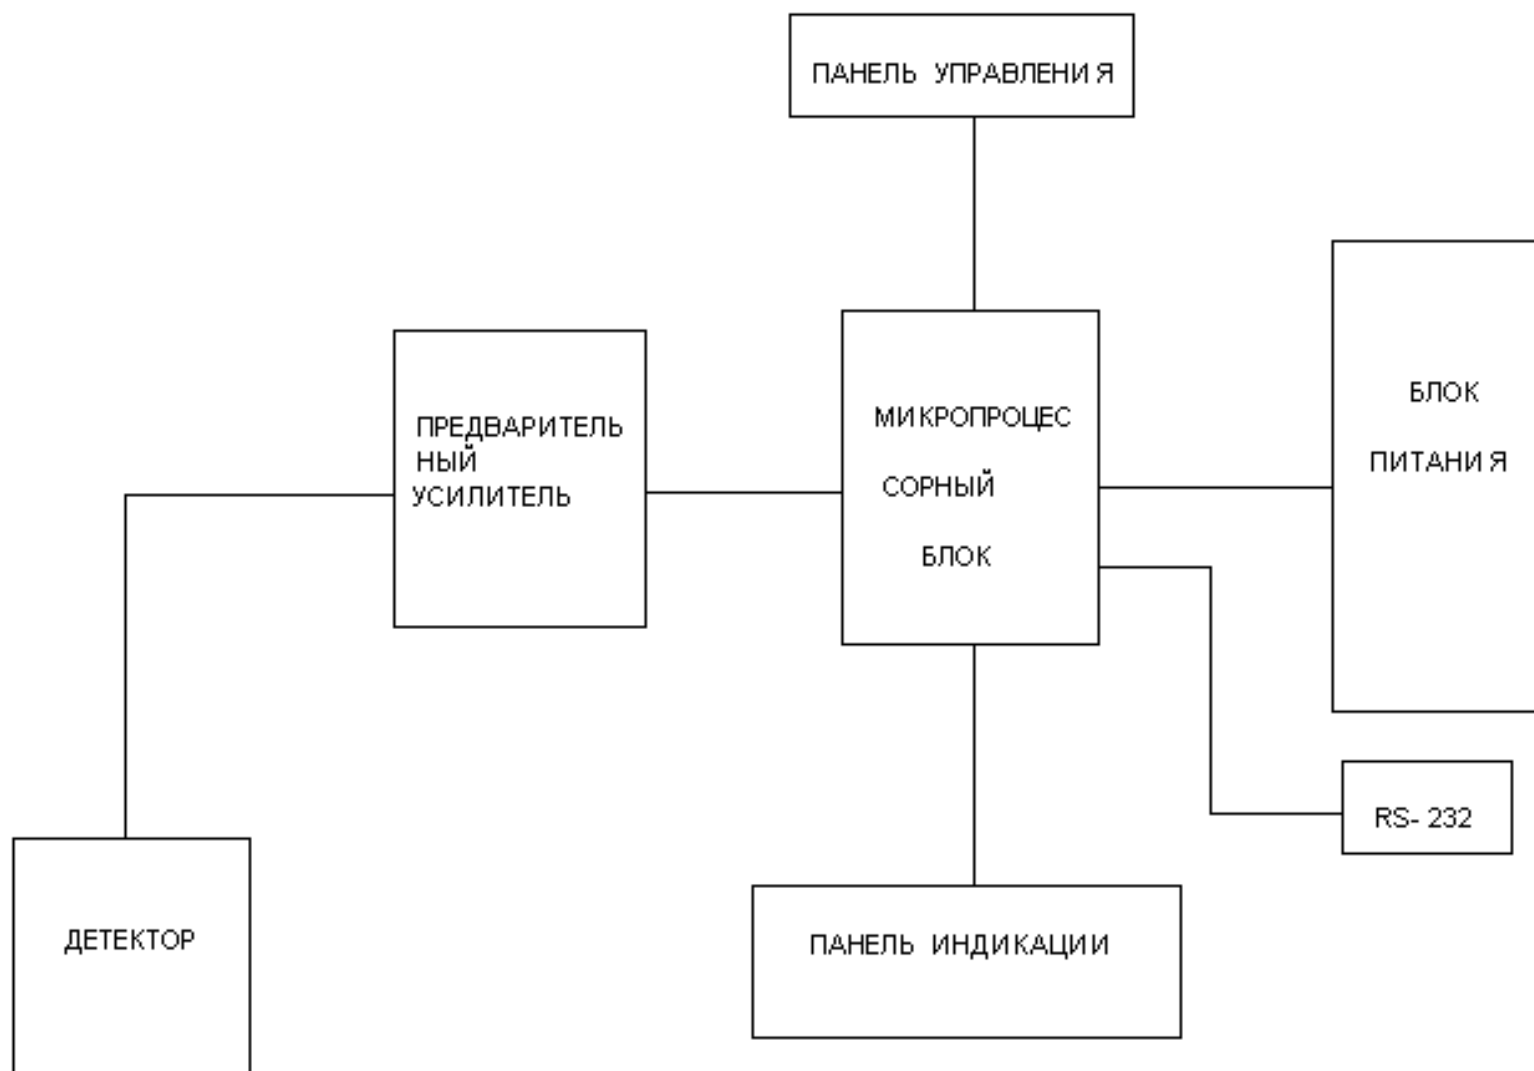 ПАНЕЛЬ УПРАВЛЕНИЯ
ПРЕДВАРИТЕЛЬ
НЫЙ
УСИЛИТЕЛЬ
МИКРОПРОЦЕС
СОРНЫЙ
БЛОК
БЛОК
ПИТАНИЯ
RS- 232
ДЕТЕКТОР
ПАНЕЛЬ ИНДИКАЦИИ